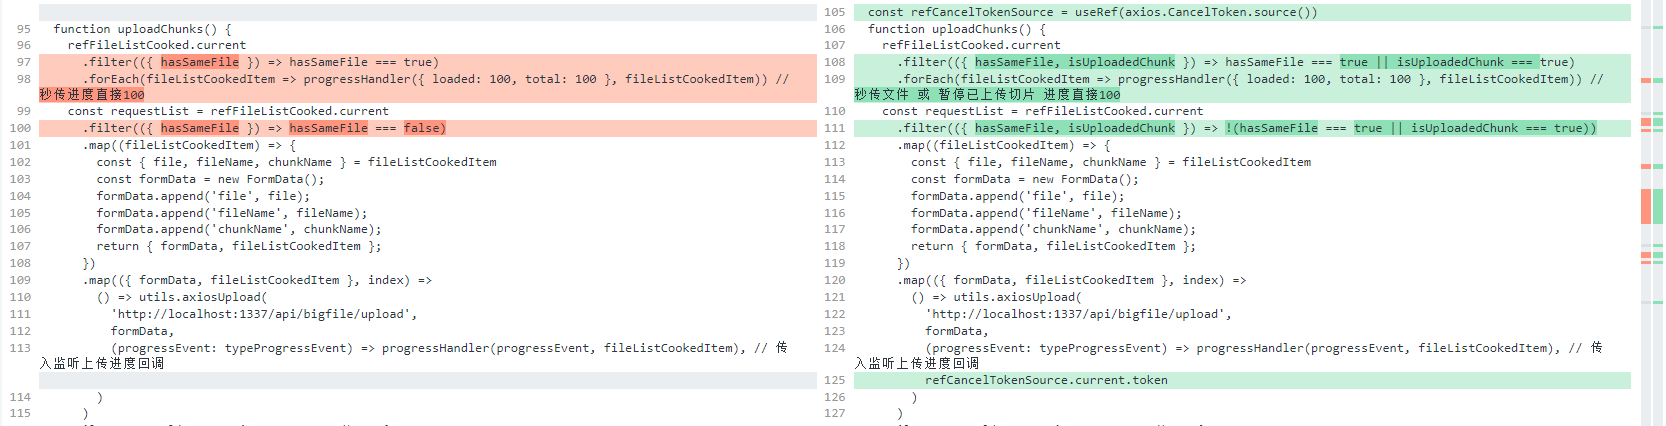 95 function uploadChunks() {
96 refFileListCooked.current
97 .filter(({ hasSameFile }) => hasSameFile === true)
98 .forEach(fileListCookedItem => progressHandler({ loaded: 100, total: 100 }, fileListCookedItem)) //
秒传进度直接100
99 const requestList = refFileListCooked.current
100 .filter(({ hasSameFile }) => hasSameFile === false)
101 .map((fileListCookedItem) => {
102 const { file, fileName, chunkName } = fileListCookedItem
103 const formData = new FormData();
104 formData.append('file', file);
105 formData.append('fileName', fileName);
106 formData.append('chunkName', chunkName);
107 return { formData, fileListCookedItem };
108 })
109 .map(({ formData, fileListCookedItem }, index) =>
110 () => utils.axiosUpload(
111 'http://localhost:1337/api/bigfile/upload',
112 formData,
113 (progressEvent: typeProgressEvent) => progressHandler(progressEvent, fileListCookedItem), // 传
入监听上传进度回调
114 )
115 )
105 const refCancelTokenSource = useRef(axios.CancelToken.source())
106 function uploadChunks() {
107 refFileListCooked.current
108 .filter(({ hasSameFile, isUploadedChunk }) => hasSameFile === true || isUploadedChunk === true)
109 .forEach(fileListCookedItem => progressHandler({ loaded: 100, total: 100 }, fileListCookedItem)) //
秒传文件 或 暂停已上传切片 进度直接100
110 const requestList = refFileListCooked.current
111 .filter(({ hasSameFile, isUploadedChunk }) => !(hasSameFile === true || isUploadedChunk === true))
112 .map((fileListCookedItem) => {
113 const { file, fileName, chunkName } = fileListCookedItem
114 const formData = new FormData();
115 formData.append('file', file);
116 formData.append('fileName', fileName);
117 formData.append('chunkName', chunkName);
118 return { formData, fileListCookedItem };
119 })
120 .map(({ formData, fileListCookedItem }, index) =>
121 () => utils.axiosUpload(
122 'http://localhost:1337/api/bigfile/upload',
123 formData,
124 (progressEvent: typeProgressEvent) => progressHandler(progressEvent, fileListCookedItem), // 传
入监听上传进度回调
125 refCancelTokenSource.current.token
126 )
127 )